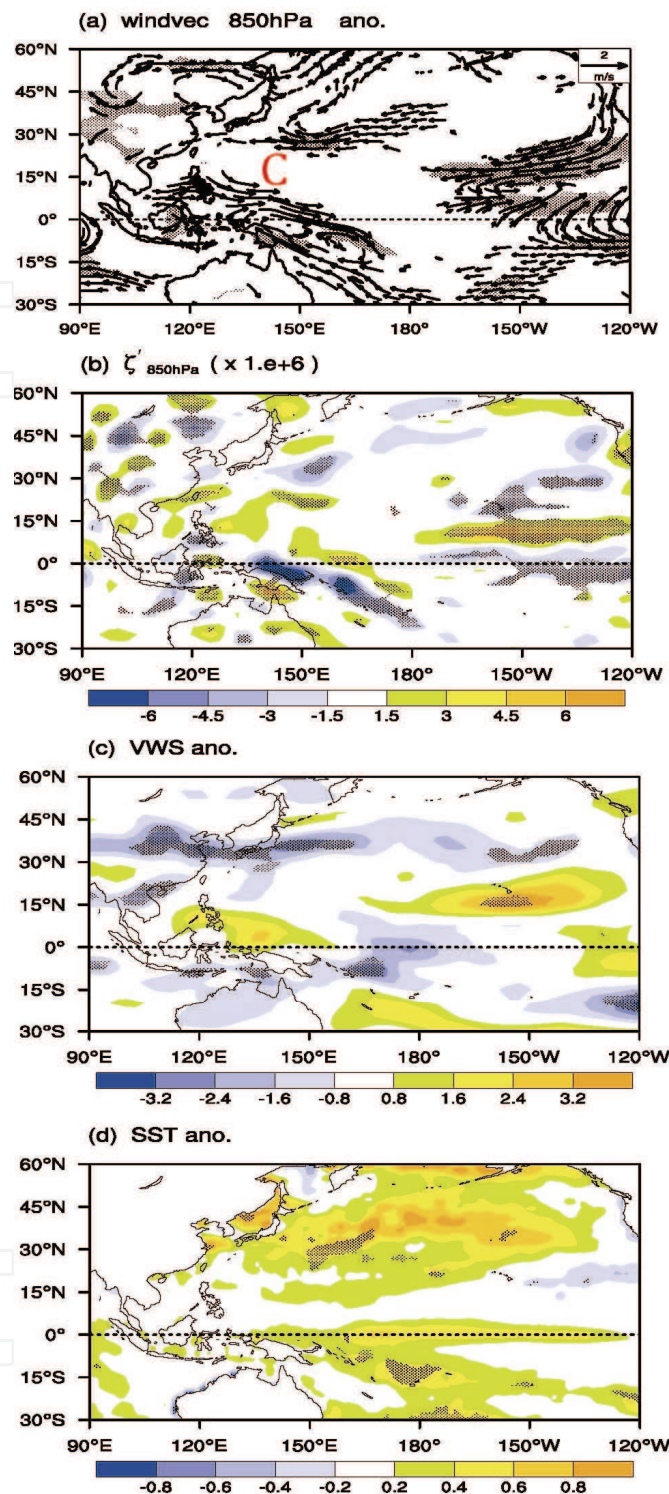 (a) windvec 850hPa ano.
60°N
45°N
30°N
15°N
0°
15°S
30°S
2
m/s
C
90°E 120°E 150°E 180° 150°W 120°W
(b) ζ' 850hPa ( x 1.e+6 )
60°N
45°N
30°N
15°N
0°
15°S
30°S
90°E 120°E 150°E 180° 150°W 120°W
-6 -4.5 -3 -1.5 1.5 3 4.5 6
(c) VWS ano.
60°N
45°N
30°N
15°N
0°
15°S
30°S
90°E 120°E 150°E 180° 150°W 120°W
-3.2 -2.4 -1.6 -0.8 0.8 1.6 2.4 3.2
(d) SST ano.
60°N
45°N
30°N
15°N
0°
15°S
30°S
90°E 120°E 150°E 180° 150°W 120°W
-0.8 -0.6 -0.4 -0.2 0.2 0.4 0.6 0.8